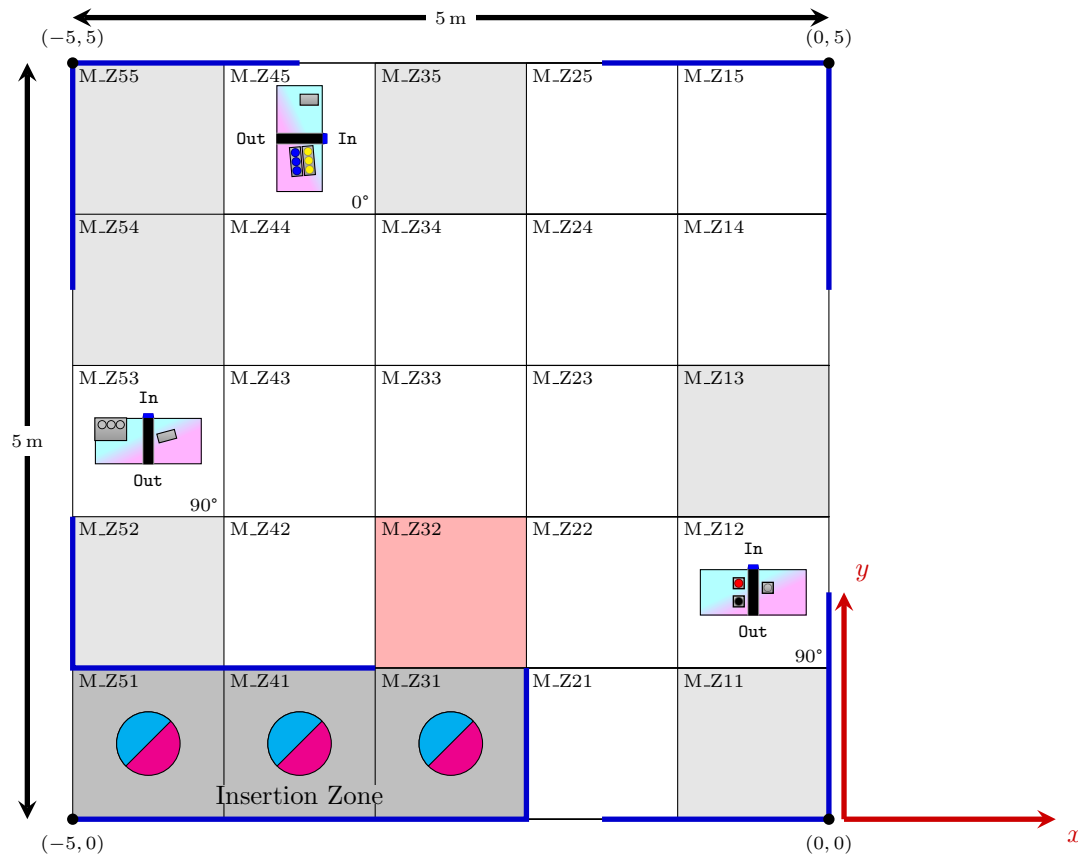 5 m
(−5, 5)
(0, 5)
M_Z55
M_Z45
M_Z35
M_Z25
M_Z15
Out
In
0°
M_Z54
M_Z44
M_Z34
M_Z24
M_Z14
M_Z53
M_Z43
M_Z33
M_Z23
M_Z13
In
5 m
Out
90°
M_Z52
M_Z42
M_Z32
M_Z22
M_Z12
In
y
Out
90°
M_Z51
M_Z41
M_Z31
M_Z21
M_Z11
Insertion Zone
x
(−5, 0)
(0, 0)